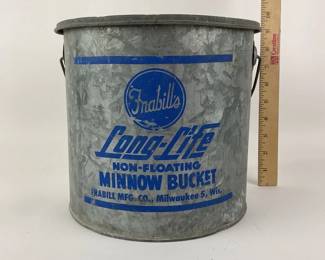 Frabill's
Long-Life
NON-FLOATING
MINNOW BUCKET
FRABILL MFG. CO., Milwaukee 5, Wis.